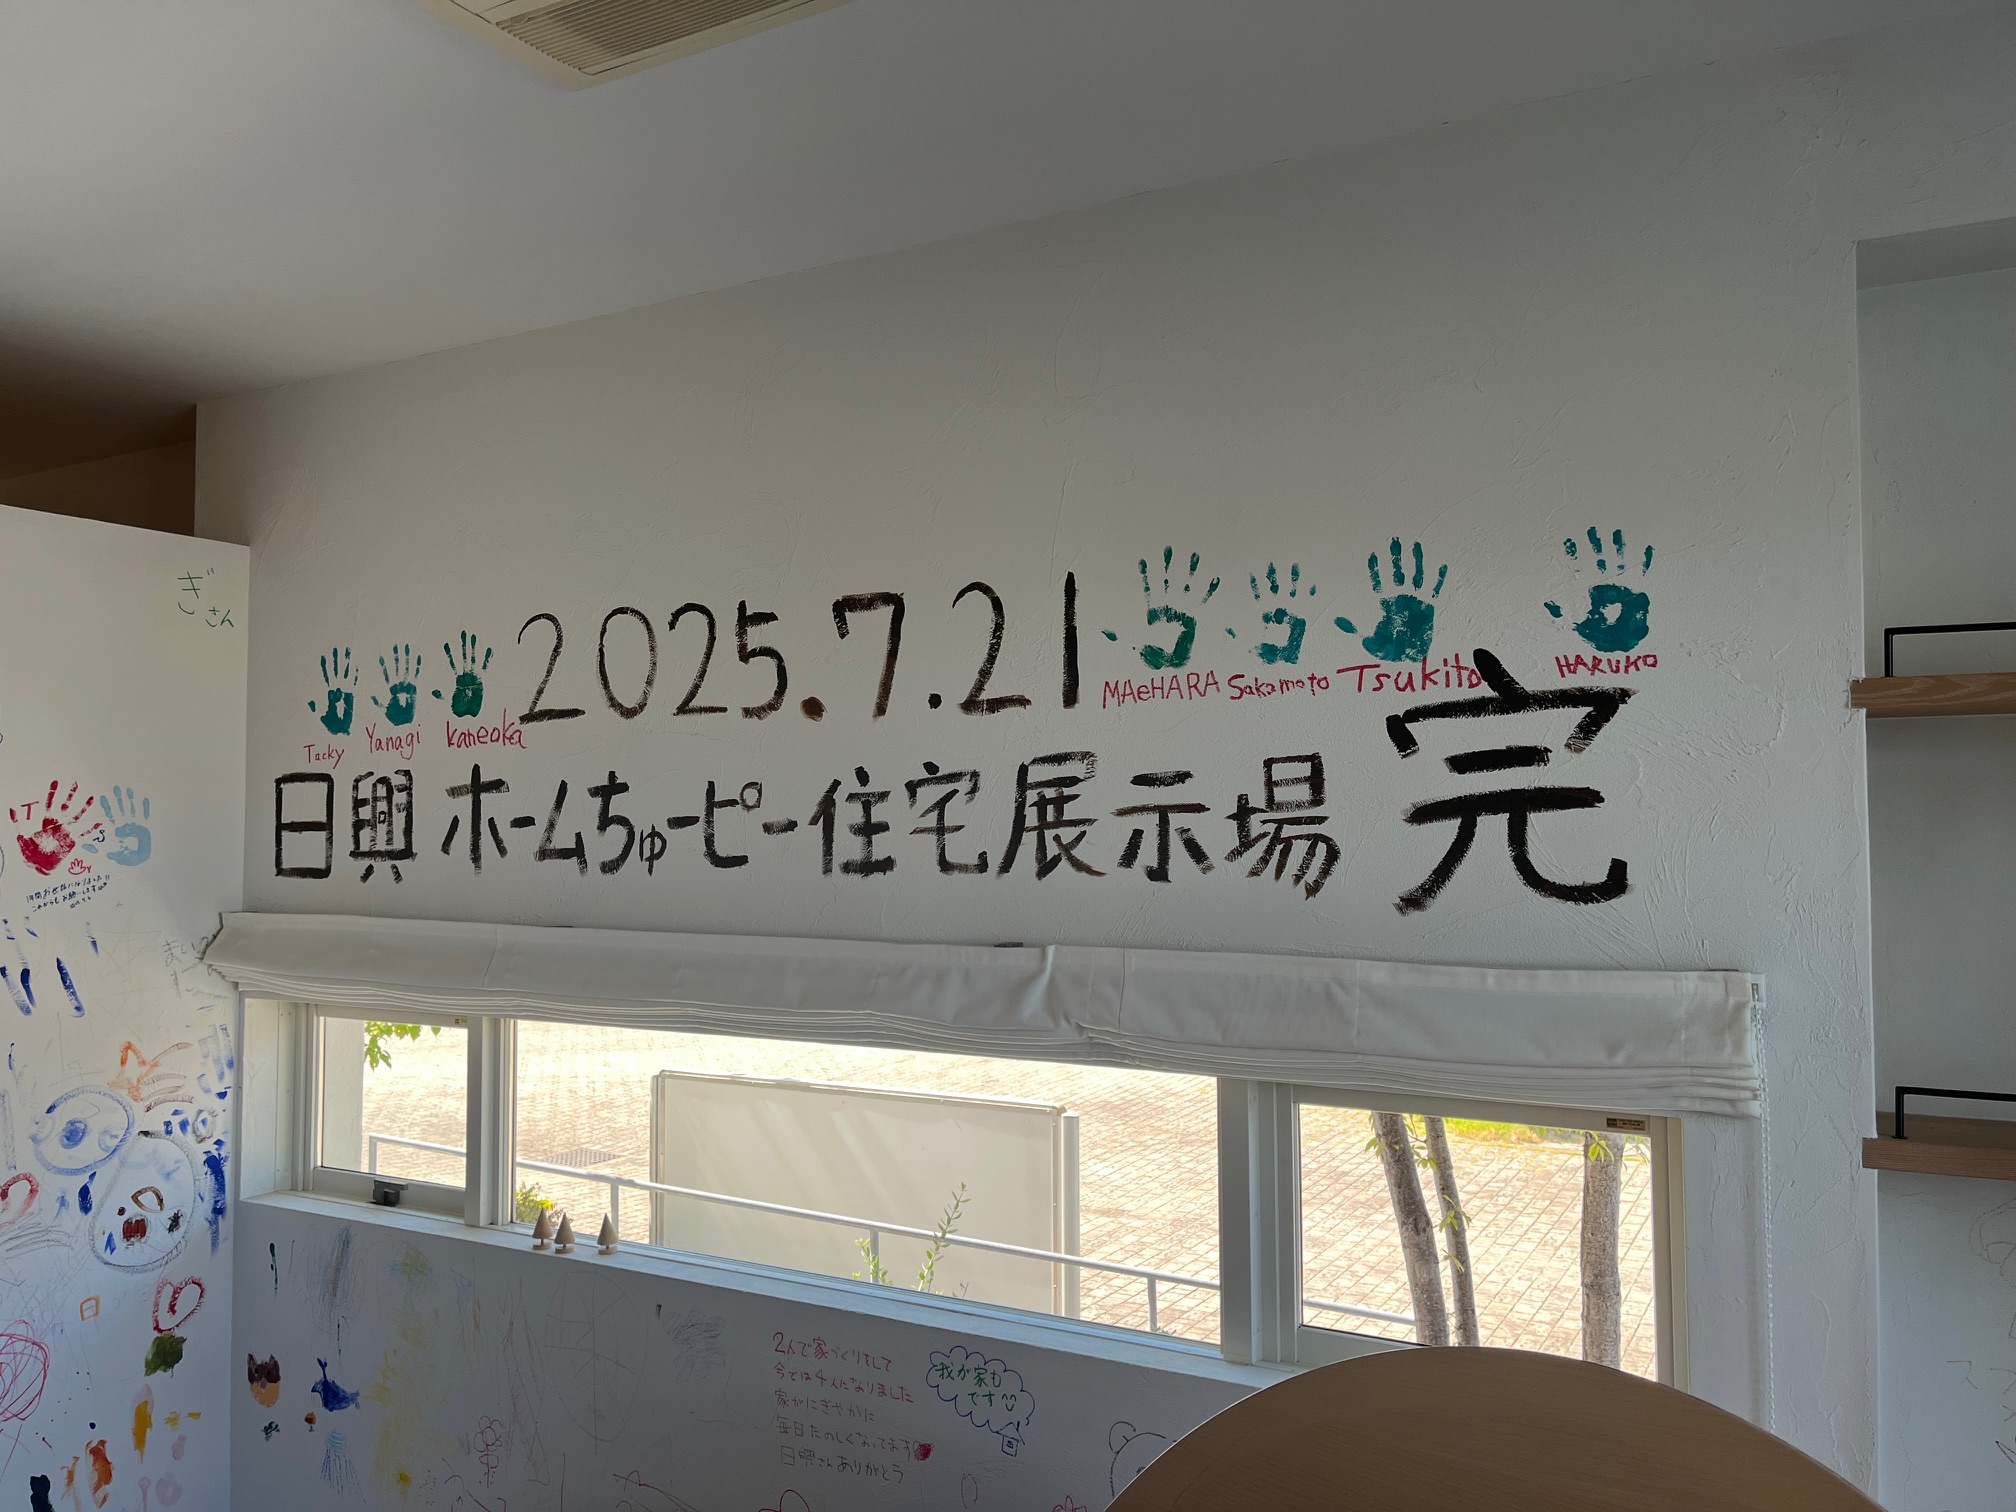 ぎさん
2025.7.21
Tacky Yanagi kaneoka MAeHARA Sakamoto Tsukito HARUKO
日興ホームちゅーピー住宅展示場 完
T
2人で家づくりをして
今では4人になりました
家がにぎやかに
毎日たのしくなってます
日興さんありがとう
我が家も
です